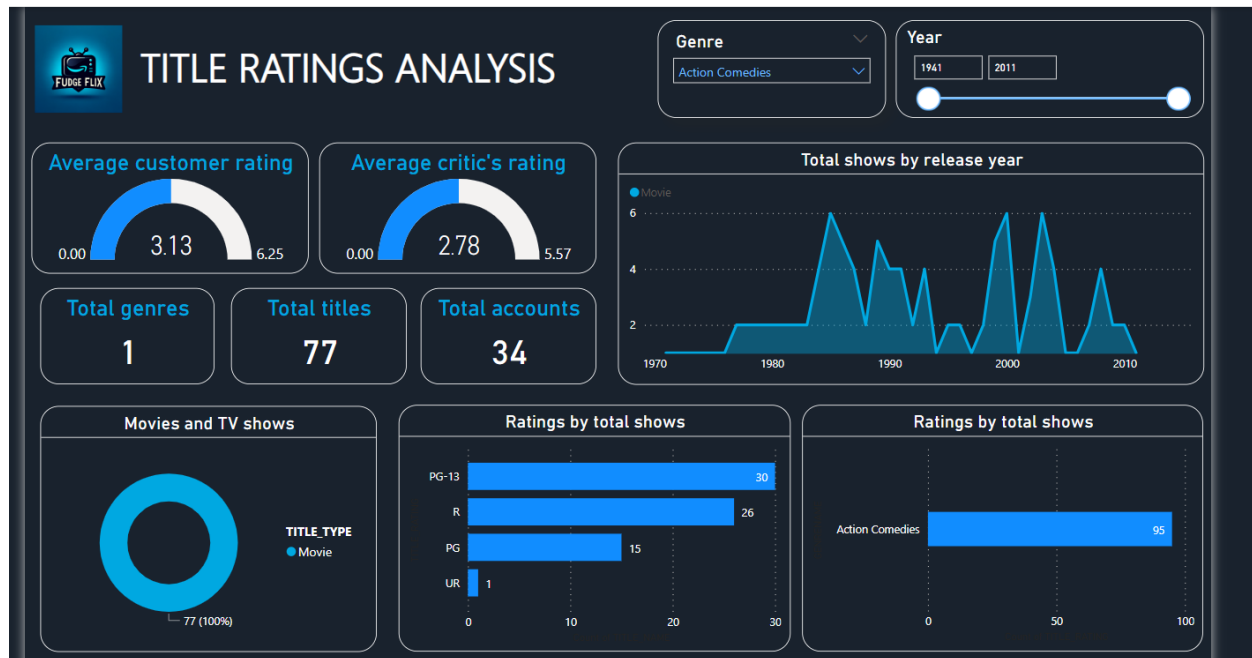 FUDGE FLIX
TITLE RATINGS ANALYSIS
Genre
Action Comedies
Year
1941
2011
Average customer rating
0.00
3.13
6.25
Average critic's rating
0.00
2.78
5.57
Total genres
1
Total titles
77
Total accounts
34
Total shows by release year
Movie
6
4
2
1970
1980
1990
2000
2010
Movies and TV shows
TITLE_TYPE
Movie
77 (100%)
Ratings by total shows
PG-13
30
R
26
PG
15
UR
1
0
10
20
30
Ratings by total shows
Action Comedies
95
0
50
100